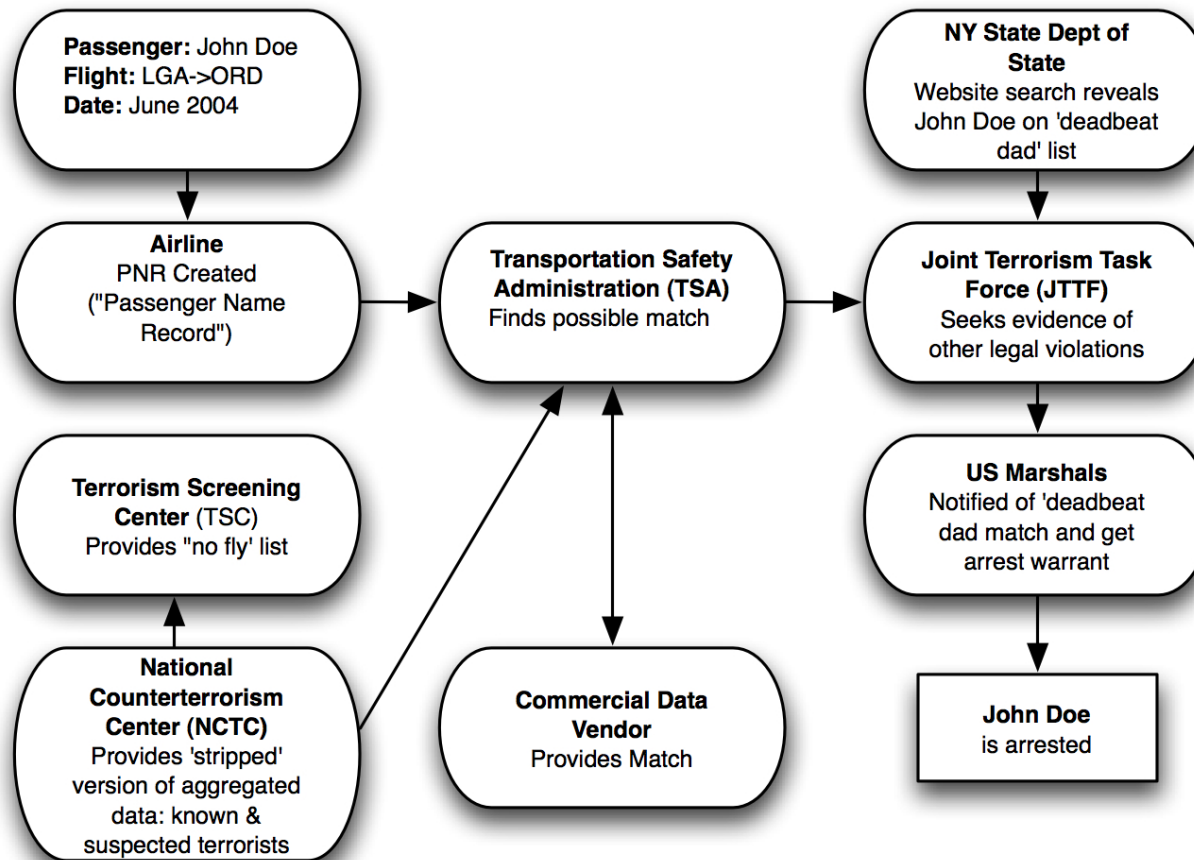 Passenger: John Doe
Flight: LGA->ORD
Date: June 2004
NY State Dept of
State
Website search reveals
John Doe on 'deadbeat
dad' list
Airline
PNR Created
("Passenger Name
Record")
Transportation Safety
Administration (TSA)
Finds possible match
Joint Terrorism Task
Force (JTTF)
Seeks evidence of
other legal violations
Terrorism Screening
Center (TSC)
Provides "no fly' list
US Marshals
Notified of 'deadbeat
dad match and get
arrest warrant
National
Counterterrorism
Center (NCTC)
Provides 'stripped'
version of aggregated
data: known &
suspected terrorists
Commercial Data
Vendor
Provides Match
John Doe
is arrested